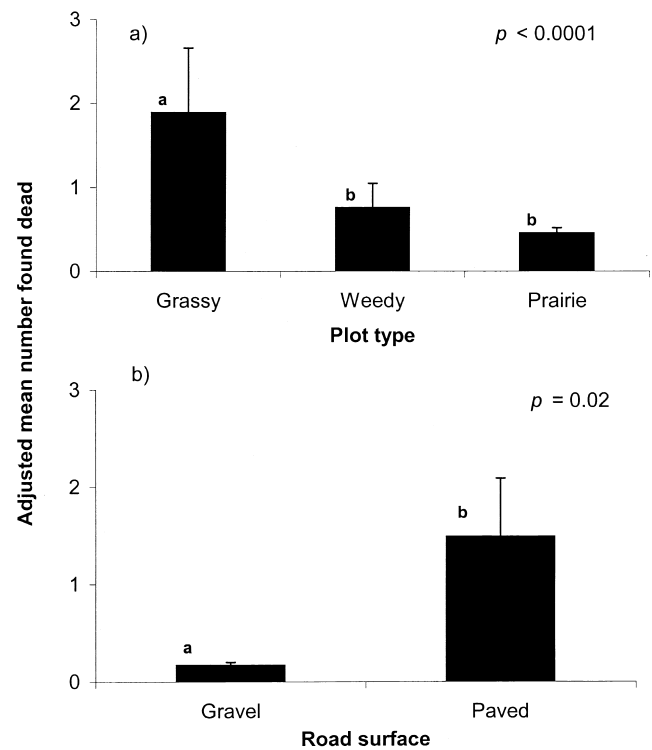 Adjusted mean number found dead
a)
p < 0.0001
3
2
1
0
a
b
b
Grassy Weedy Prairie
Plot type
b)
p = 0.02
3
2
1
0
a
b
Gravel Paved
Road surface